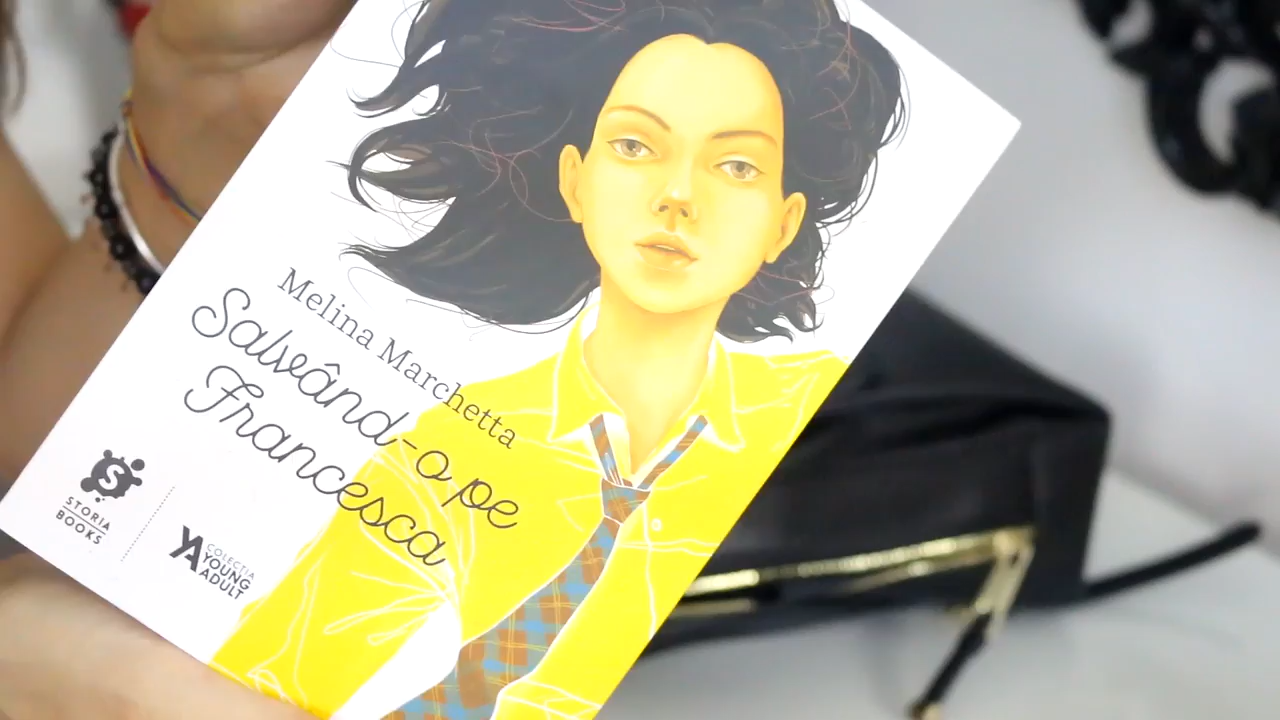 Melina Marchetta
Salvând-o pe
Francesca
S
STORIA
BOOKS
YA
COLECȚIA
YOUNG
ADULT